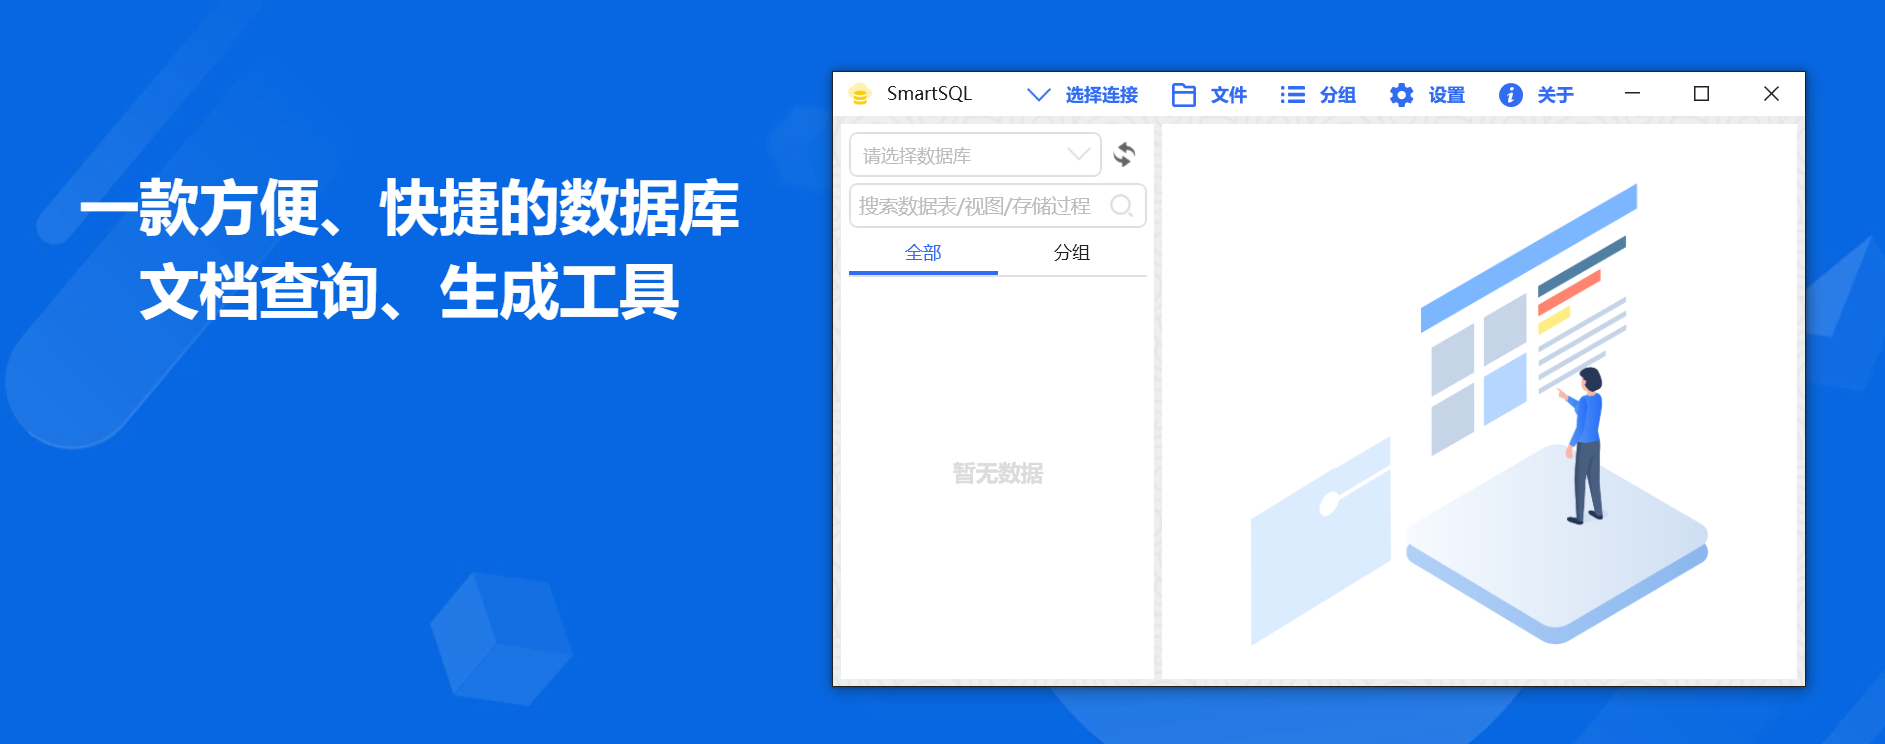 一款方便、快捷的数据库
文档查询、生成工具
SmartSQL 选择连接 文件 分组 设置 关于
请选择数据库
搜索数据表/视图/存储过程
全部 分组
暂无数据